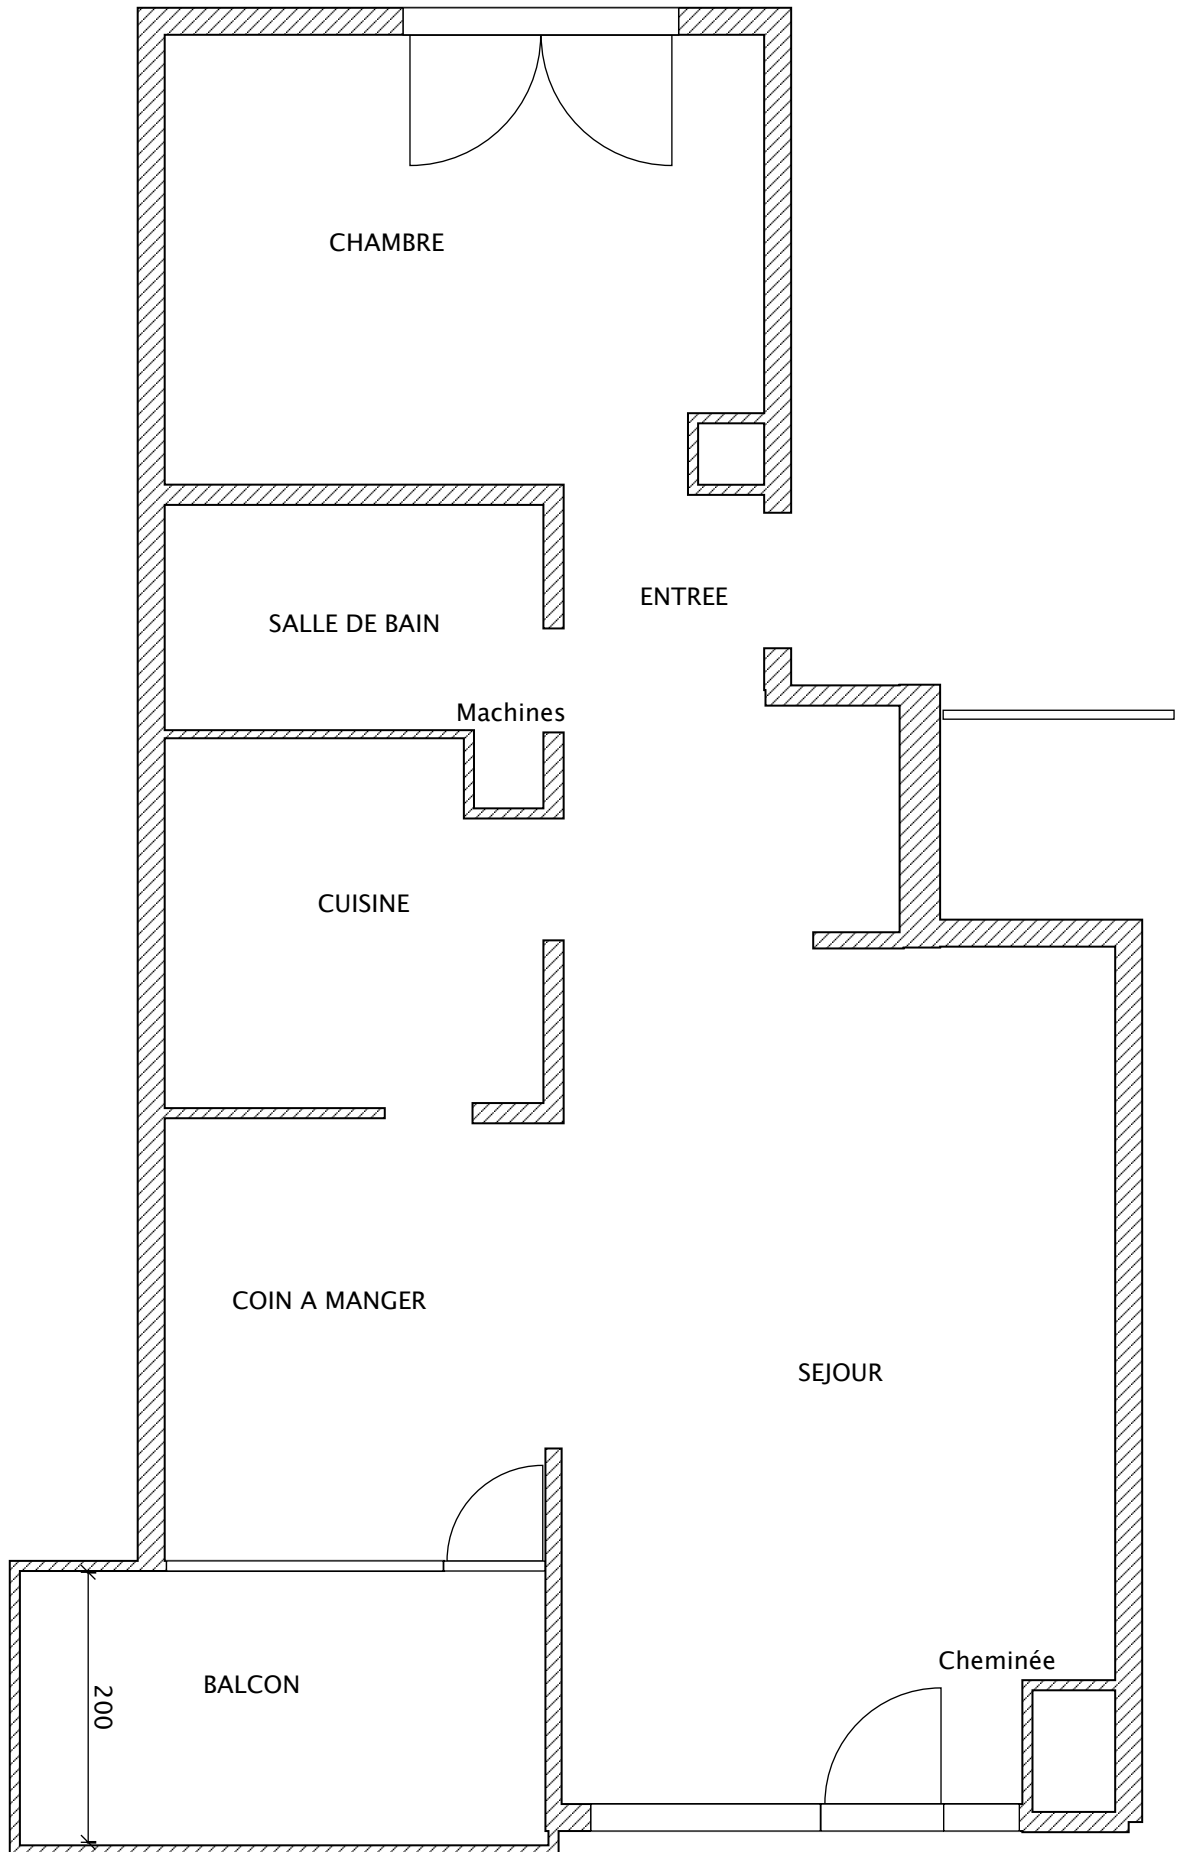 CHAMBRE
ENTREE
SALLE DE BAIN
Machines
CUISINE
COIN A MANGER
SEJOUR
Cheminée
BALCON
200